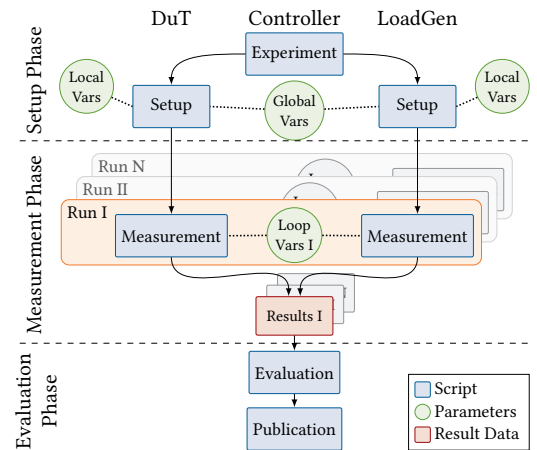 DuT Controller LoadGen
Setup Phase
Experiment
Local
Vars
Setup
Global
Vars
Setup
Local
Vars
Measurement Phase
Run N
Run II
Run I
Measurement
Loop
Vars I
Measurement
Results I
Evaluation
Phase
Evaluation
Publication
Script
Parameters
Result Data